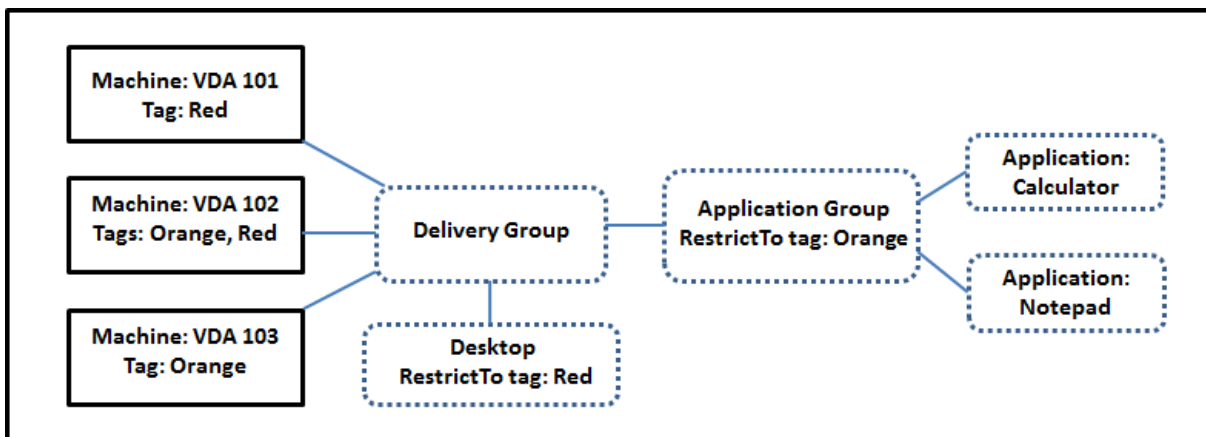 Machine: VDA 101
Tag: Red
Machine: VDA 102
Tags: Orange, Red
Machine: VDA 103
Tag: Orange
Delivery Group
Desktop
RestrictTo tag: Red
Application Group
RestrictTo tag: Orange
Application:
Calculator
Application:
Notepad